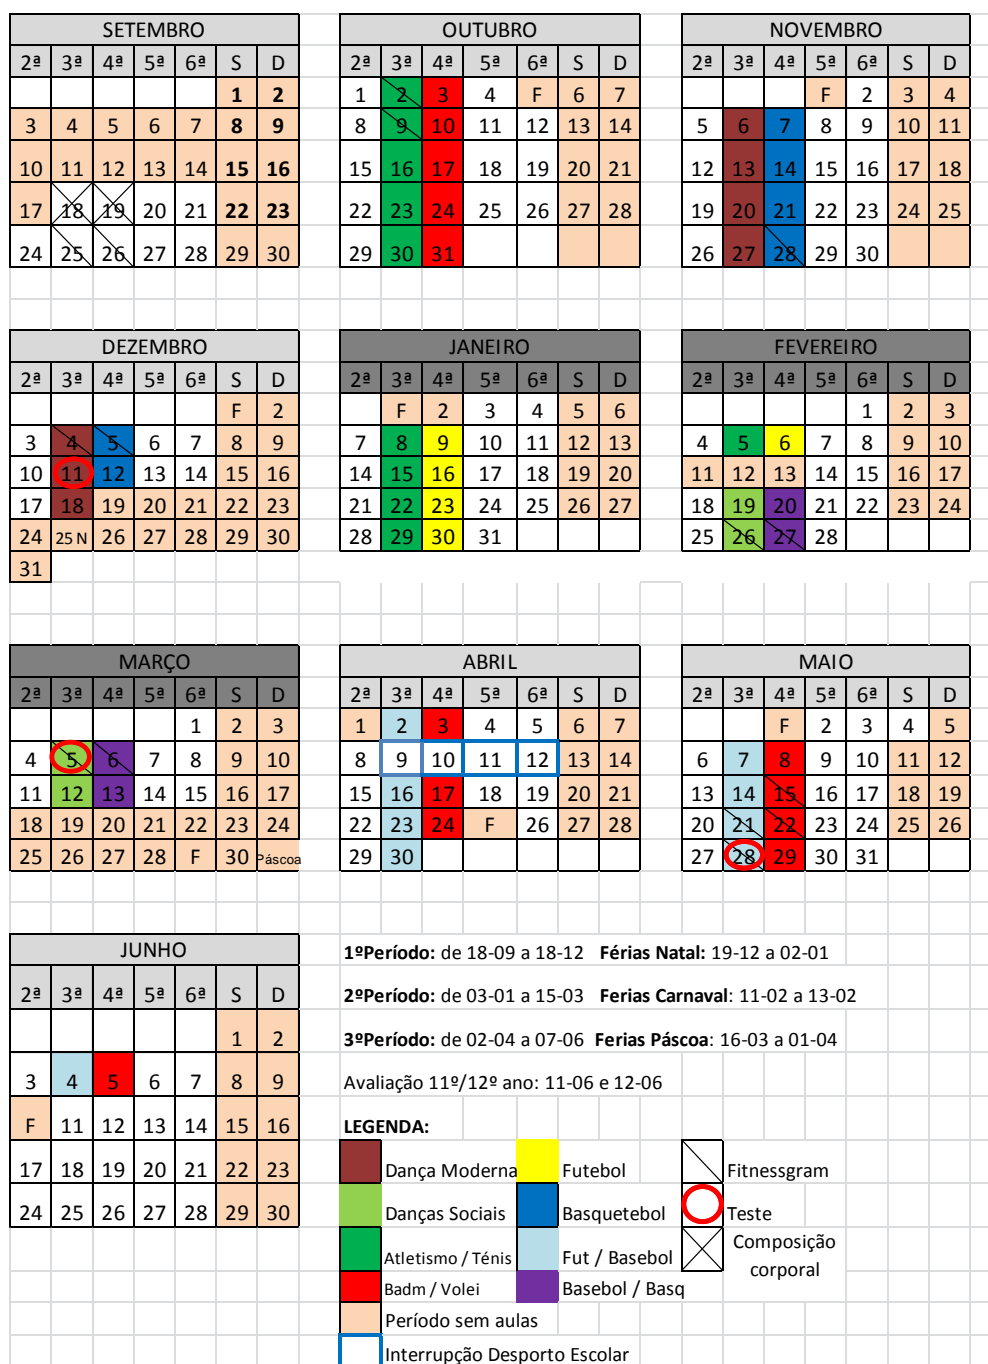 SETEMBRO OUTUBRO NOVEMBRO
2ª 3ª 4ª 5ª 6ª S D 2ª 3ª 4ª 5ª 6ª S D 2ª 3ª 4ª 5ª 6ª S D
1 2 1 2 3 4 F 6 7 F 2 3 4
3 4 5 6 7 8 9 8 9 10 11 12 13 14 5 6 7 8 9 10 11
10 11 12 13 14 15 16 15 16 17 18 19 20 21 12 13 14 15 16 17 18
17 18 19 20 21 22 23 22 23 24 25 26 27 28 19 20 21 22 23 24 25
24 25 26 27 28 29 30 29 30 31 26 27 28 29 30
DEZEMBRO JANEIRO FEVEREIRO
2ª 3ª 4ª 5ª 6ª S D 2ª 3ª 4ª 5ª 6ª S D 2ª 3ª 4ª 5ª 6ª S D
F 2 F 2 3 4 5 6 1 2 3
3 4 5 6 7 8 9 7 8 9 10 11 12 13 4 5 6 7 8 9 10
10 11 12 13 14 15 16 14 15 16 17 18 19 20 11 12 13 14 15 16 17
17 18 19 20 21 22 23 21 22 23 24 25 26 27 18 19 20 21 22 23 24
24 25 N 26 27 28 29 30 28 29 30 31 25 26 27 28
31
MARÇO ABRIL MAIO
2ª 3ª 4ª 5ª 6ª S D 2ª 3ª 4ª 5ª 6ª S D 2ª 3ª 4ª 5ª 6ª S D
1 2 3 1 2 3 4 5 6 7 F 2 3 4 5
4 5 6 7 8 9 10 8 9 10 11 12 13 14 6 7 8 9 10 11 12
11 12 13 14 15 16 17 15 16 17 18 19 20 21 13 14 15 16 17 18 19
18 19 20 21 22 23 24 22 23 24 F 26 27 28 20 21 22 23 24 25 26
25 26 27 28 F 30 Páscoa 29 30 27 28 29 30 31
JUNHO
2ª 3ª 4ª 5ª 6ª S D
1 2
3 4 5 6 7 8 9
F 11 12 13 14 15 16
17 18 19 20 21 22 23
24 25 26 27 28 29 30
1ºPeríodo: de 18-09 a 18-12 Férias Natal: 19-12 a 02-01
2ºPeríodo: de 03-01 a 15-03 Ferias Carnaval: 11-02 a 13-02
3ºPeríodo: de 02-04 a 07-06 Ferias Páscoa: 16-03 a 01-04
Avaliação 11º/12º ano: 11-06 e 12-06
LEGENDA:
Dança Moderna Futebol Fitnessgram
Danças Sociais Basquetebol Teste
Atletismo / Ténis Fut / Basebol Composição corporal
Badm / Volei Basebol / Basq
Período sem aulas
Interrupção Desporto Escolar